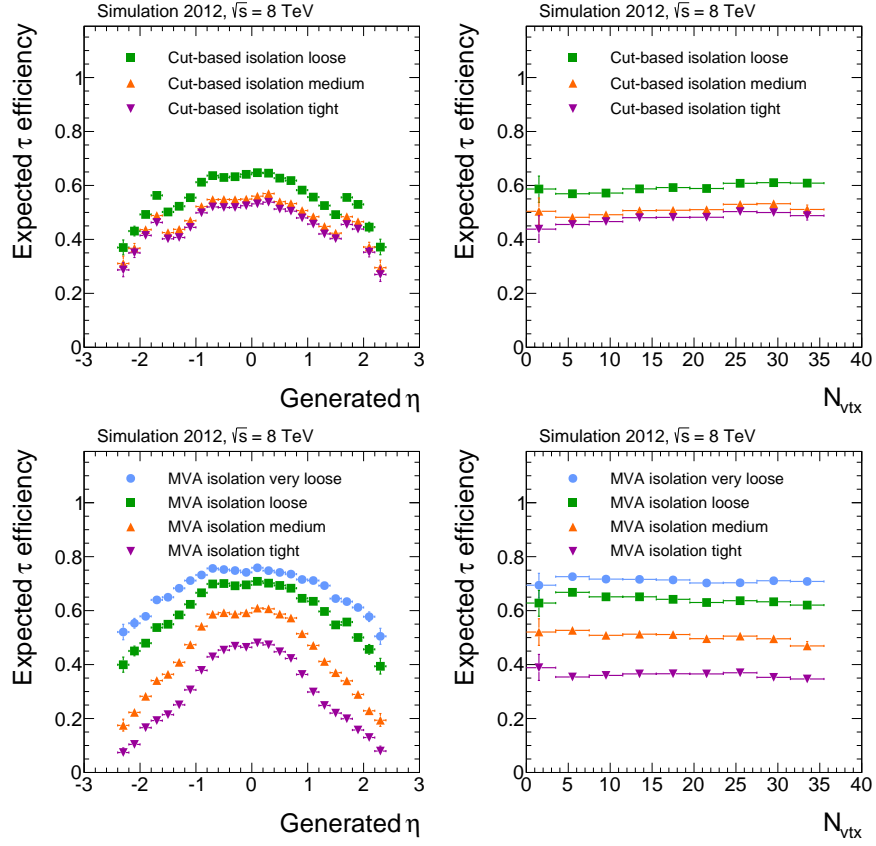 Simulation 2012, √s = 8 TeV
Cut-based isolation loose
Cut-based isolation medium
Cut-based isolation tight
Expected τ efficiency
1
0.8
0.6
0.4
0.2
0
-3 -2 -1 0 1 2 3
Generated η
Simulation 2012, √s = 8 TeV
Cut-based isolation loose
Cut-based isolation medium
Cut-based isolation tight
Expected τ efficiency
1
0.8
0.6
0.4
0.2
0
0 5 10 15 20 25 30 35 40
N_vtx
Simulation 2012, √s = 8 TeV
MVA isolation very loose
MVA isolation loose
MVA isolation medium
MVA isolation tight
Expected τ efficiency
1
0.8
0.6
0.4
0.2
0
-3 -2 -1 0 1 2 3
Generated η
Simulation 2012, √s = 8 TeV
MVA isolation very loose
MVA isolation loose
MVA isolation medium
MVA isolation tight
Expected τ efficiency
1
0.8
0.6
0.4
0.2
0
0 5 10 15 20 25 30 35 40
N_vtx